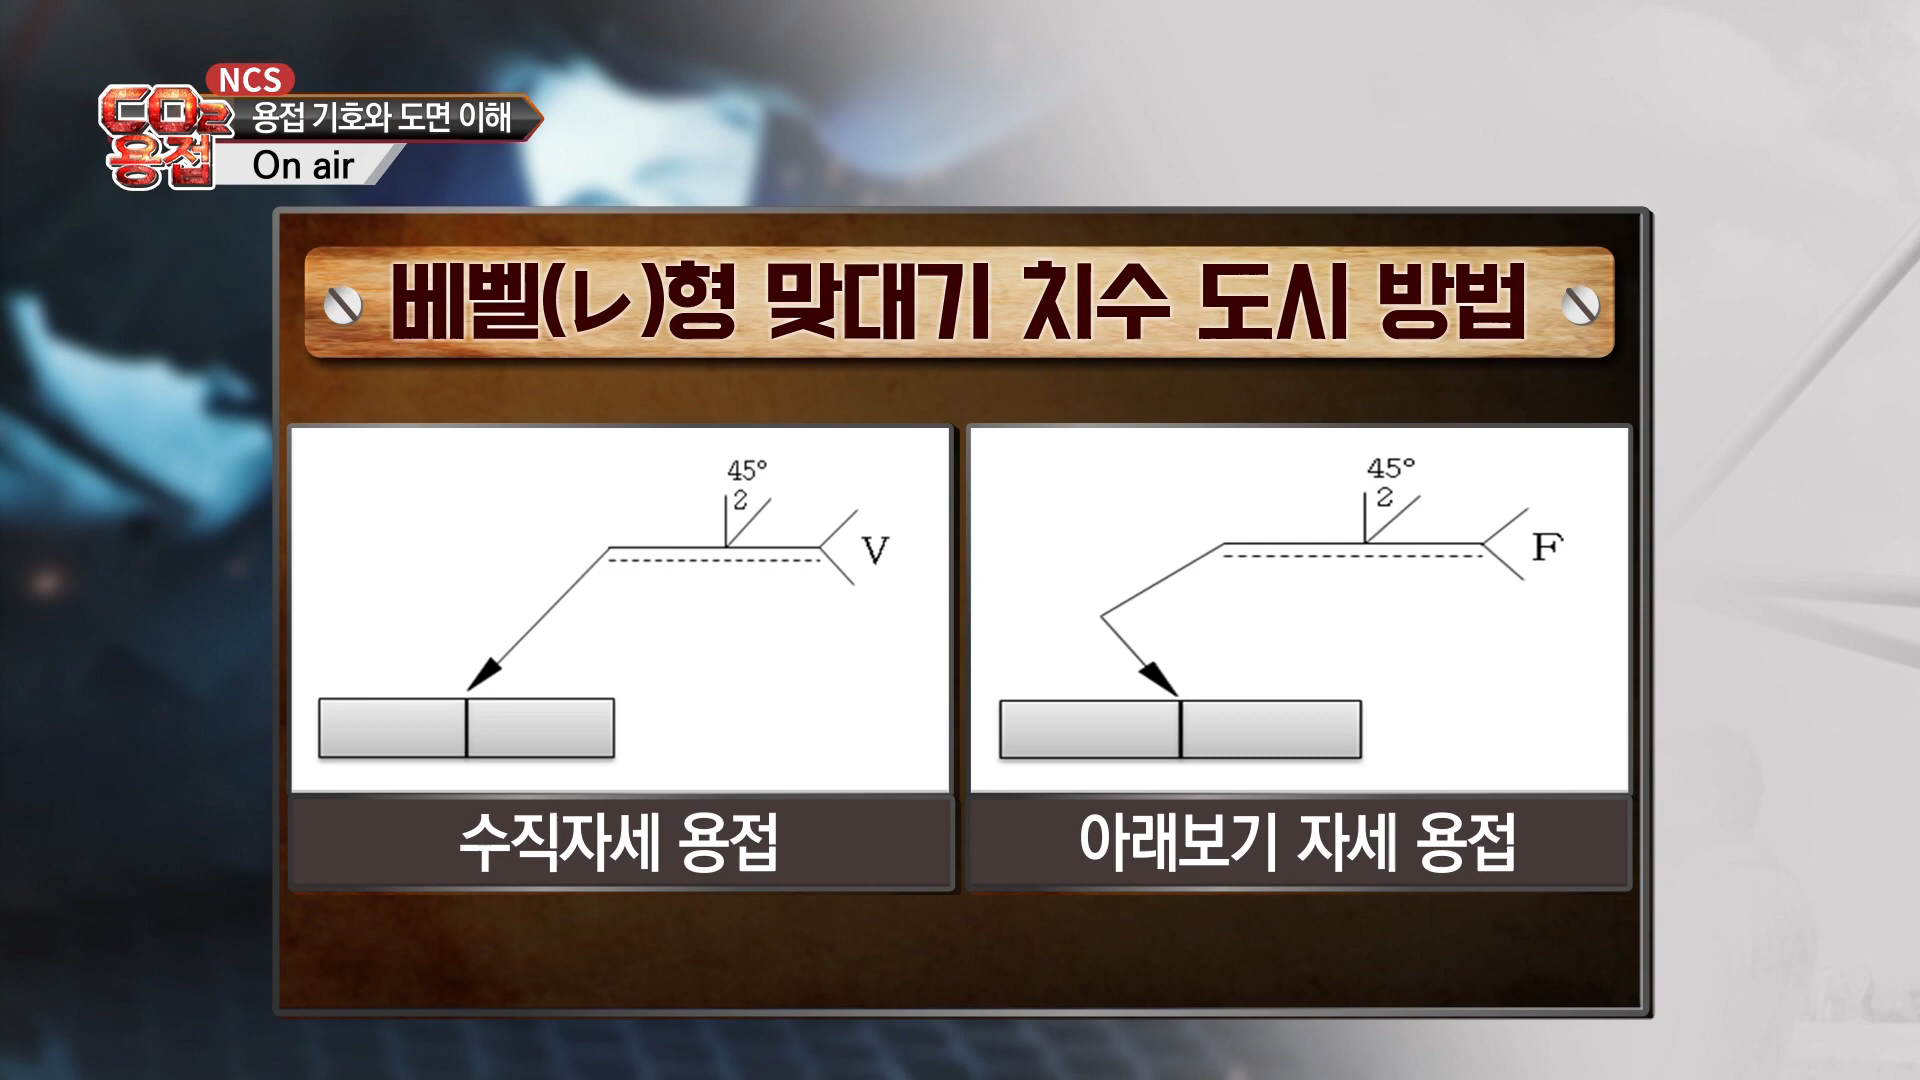 NCS
CO2
용접
용접 기호와 도면 이해
On air
베벨(レ)형 맞대기 치수 도시 방법
45°
2
V
45°
2
F
수직자세 용접
아래보기 자세 용접